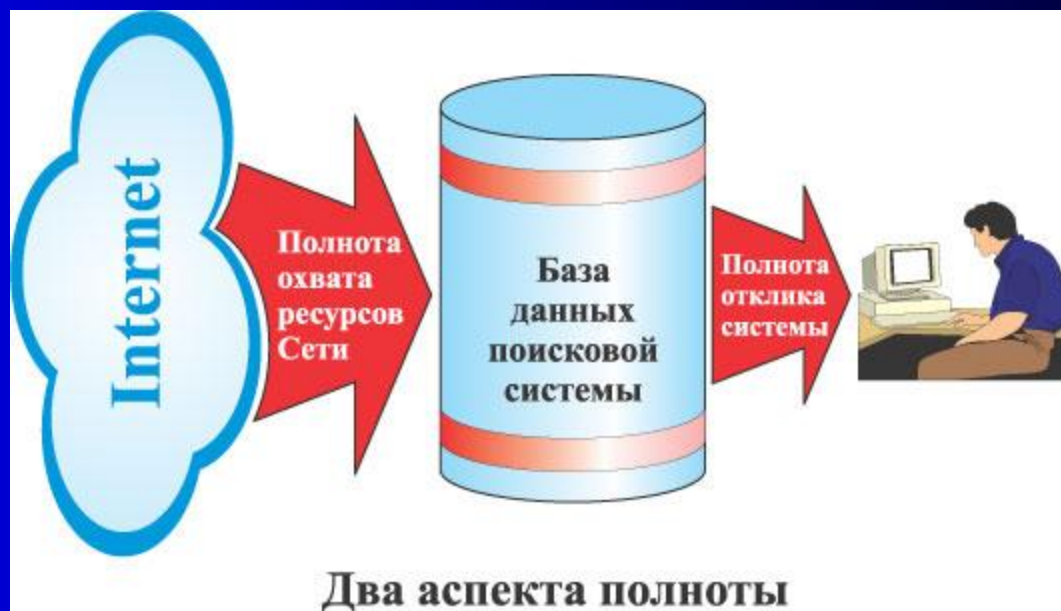 Internet
Полнота
охвата
ресурсов
Сети
База
данных
поисковой
системы
Полнота
отклика
системы
Два аспекта полноты